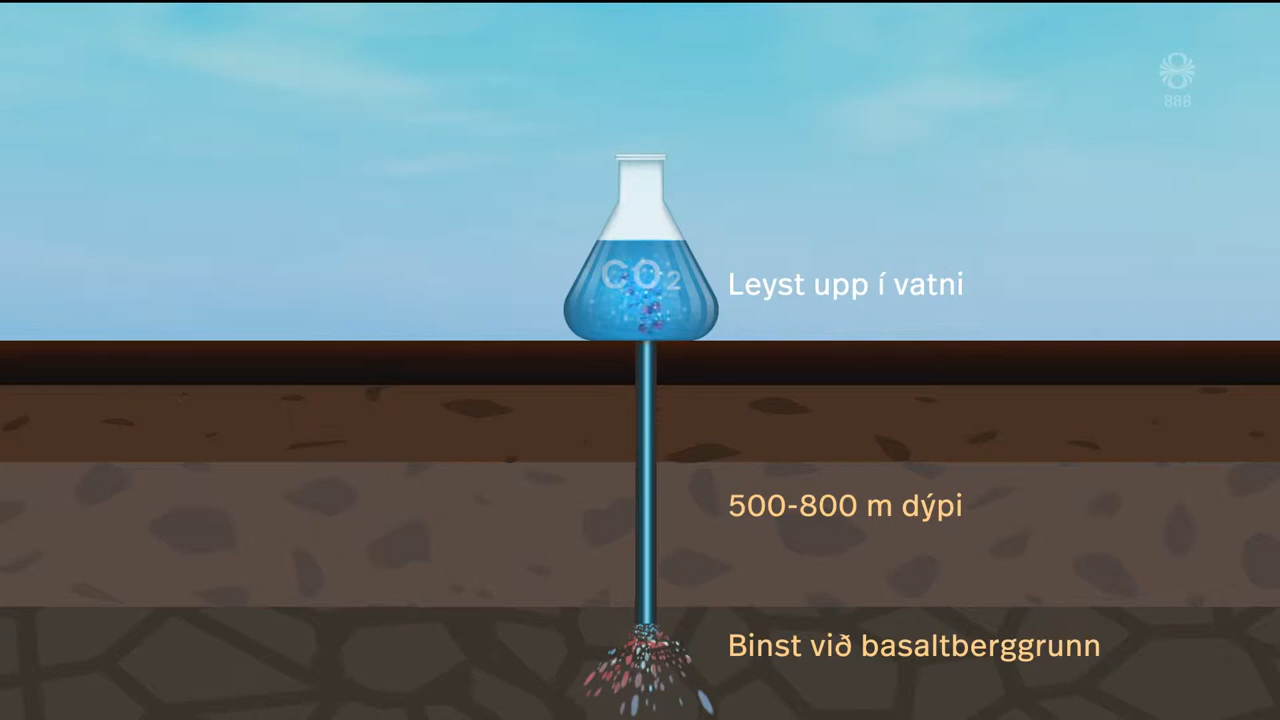 888
CO₂
Leyst upp í vatni
500-800 m dýpi
Binst við basaltberggrunn